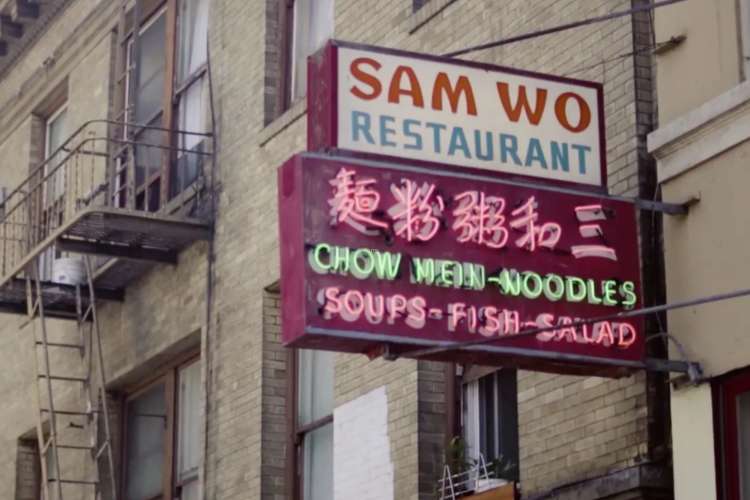 SAM WO
RESTAURANT
麵粉粥和三
CHOW MEIN-NOODLES
SOUPS-FISH-SALAD